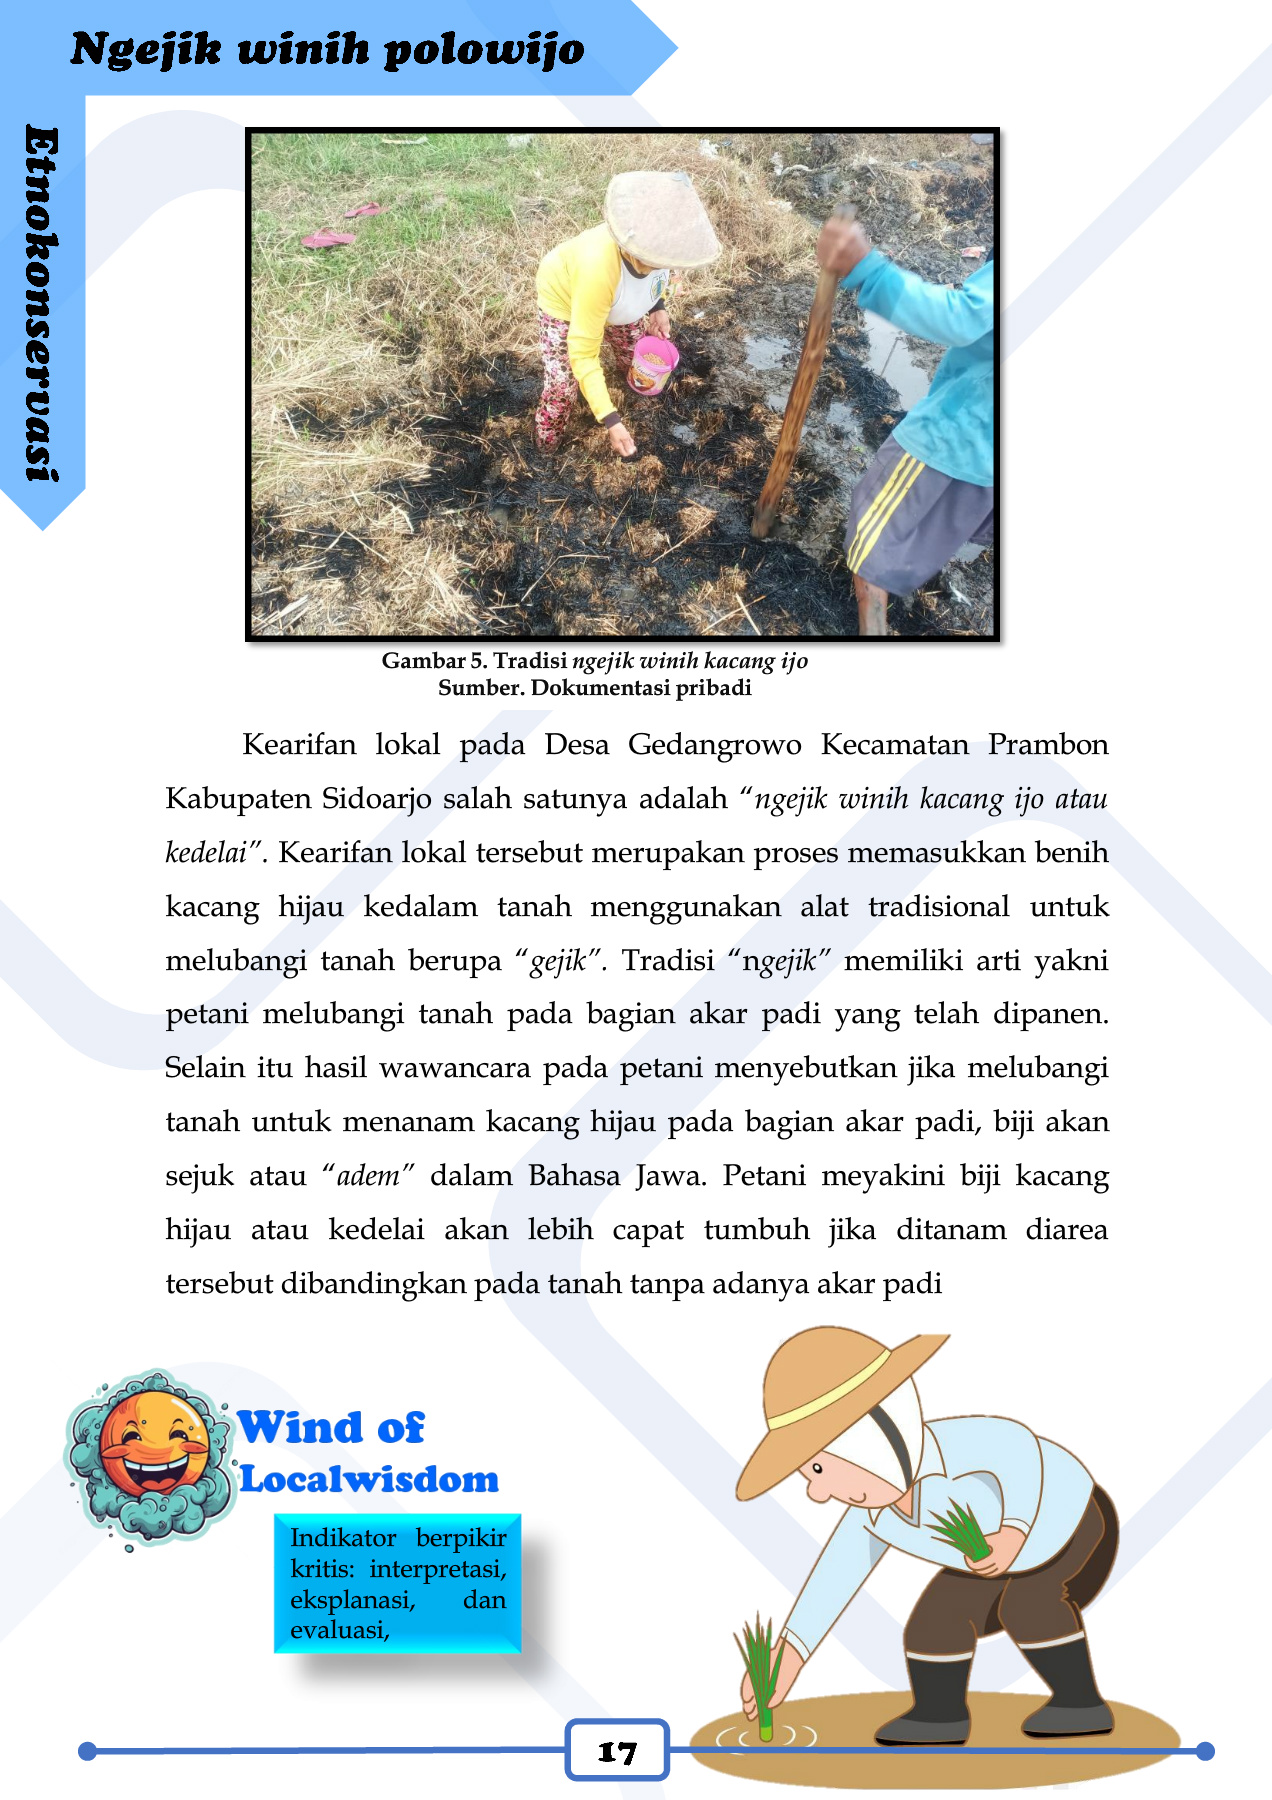 Ngejik winih polowijo
Etnokonservasi
Gambar 5. Tradisi ngejik winih kacang ijo
Sumber. Dokumentasi pribadi
Kearifan lokal pada Desa Gedangrowo Kecamatan Prambon
Kabupaten Sidoarjo salah satunya adalah “ngejik winih kacang ijo atau
kedelai”. Kearifan lokal tersebut merupakan proses memasukkan benih
kacang hijau kedalam tanah menggunakan alat tradisional untuk
melubangi tanah berupa “gejik”. Tradisi “ngejik” memiliki arti yakni
petani melubangi tanah pada bagian akar padi yang telah dipanen.
Selain itu hasil wawancara pada petani menyebutkan jika melubangi
tanah untuk menanam kacang hijau pada bagian akar padi, biji akan
sejuk atau “adem” dalam Bahasa Jawa. Petani meyakini biji kacang
hijau atau kedelai akan lebih capat tumbuh jika ditanam diarea
tersebut dibandingkan pada tanah tanpa adanya akar padi
Wind of
Localwisdom
Indikator berpikir
kritis: interpretasi,
eksplanasi, dan
evaluasi,
17